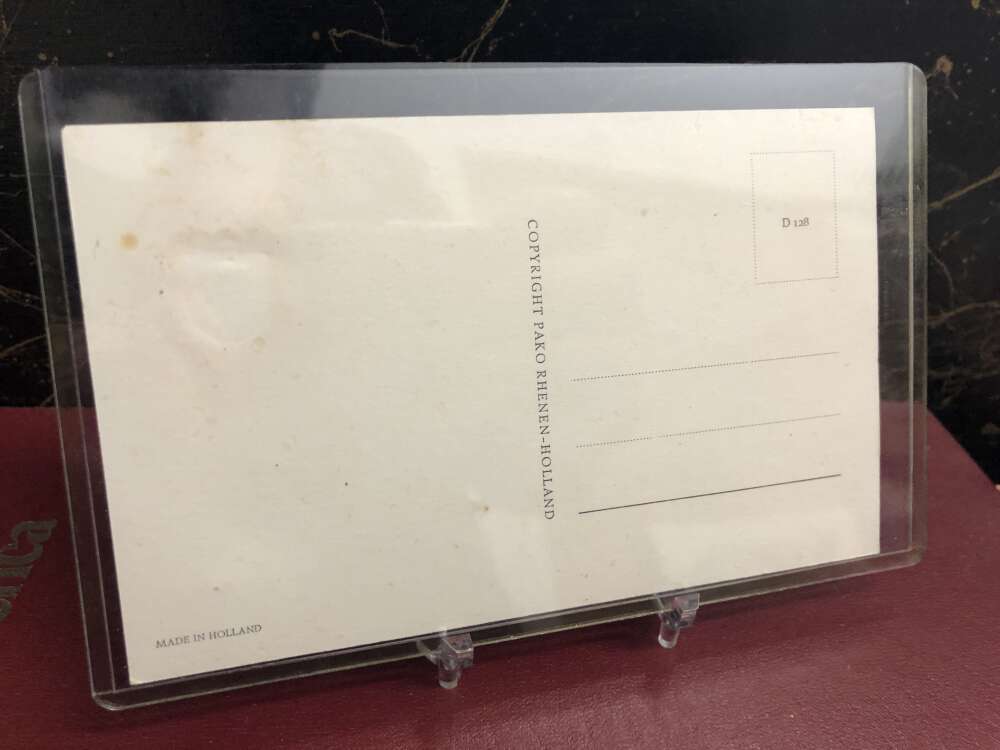 D 128
COPYRIGHT PAKO RHENEN-HOLLAND
MADE IN HOLLAND